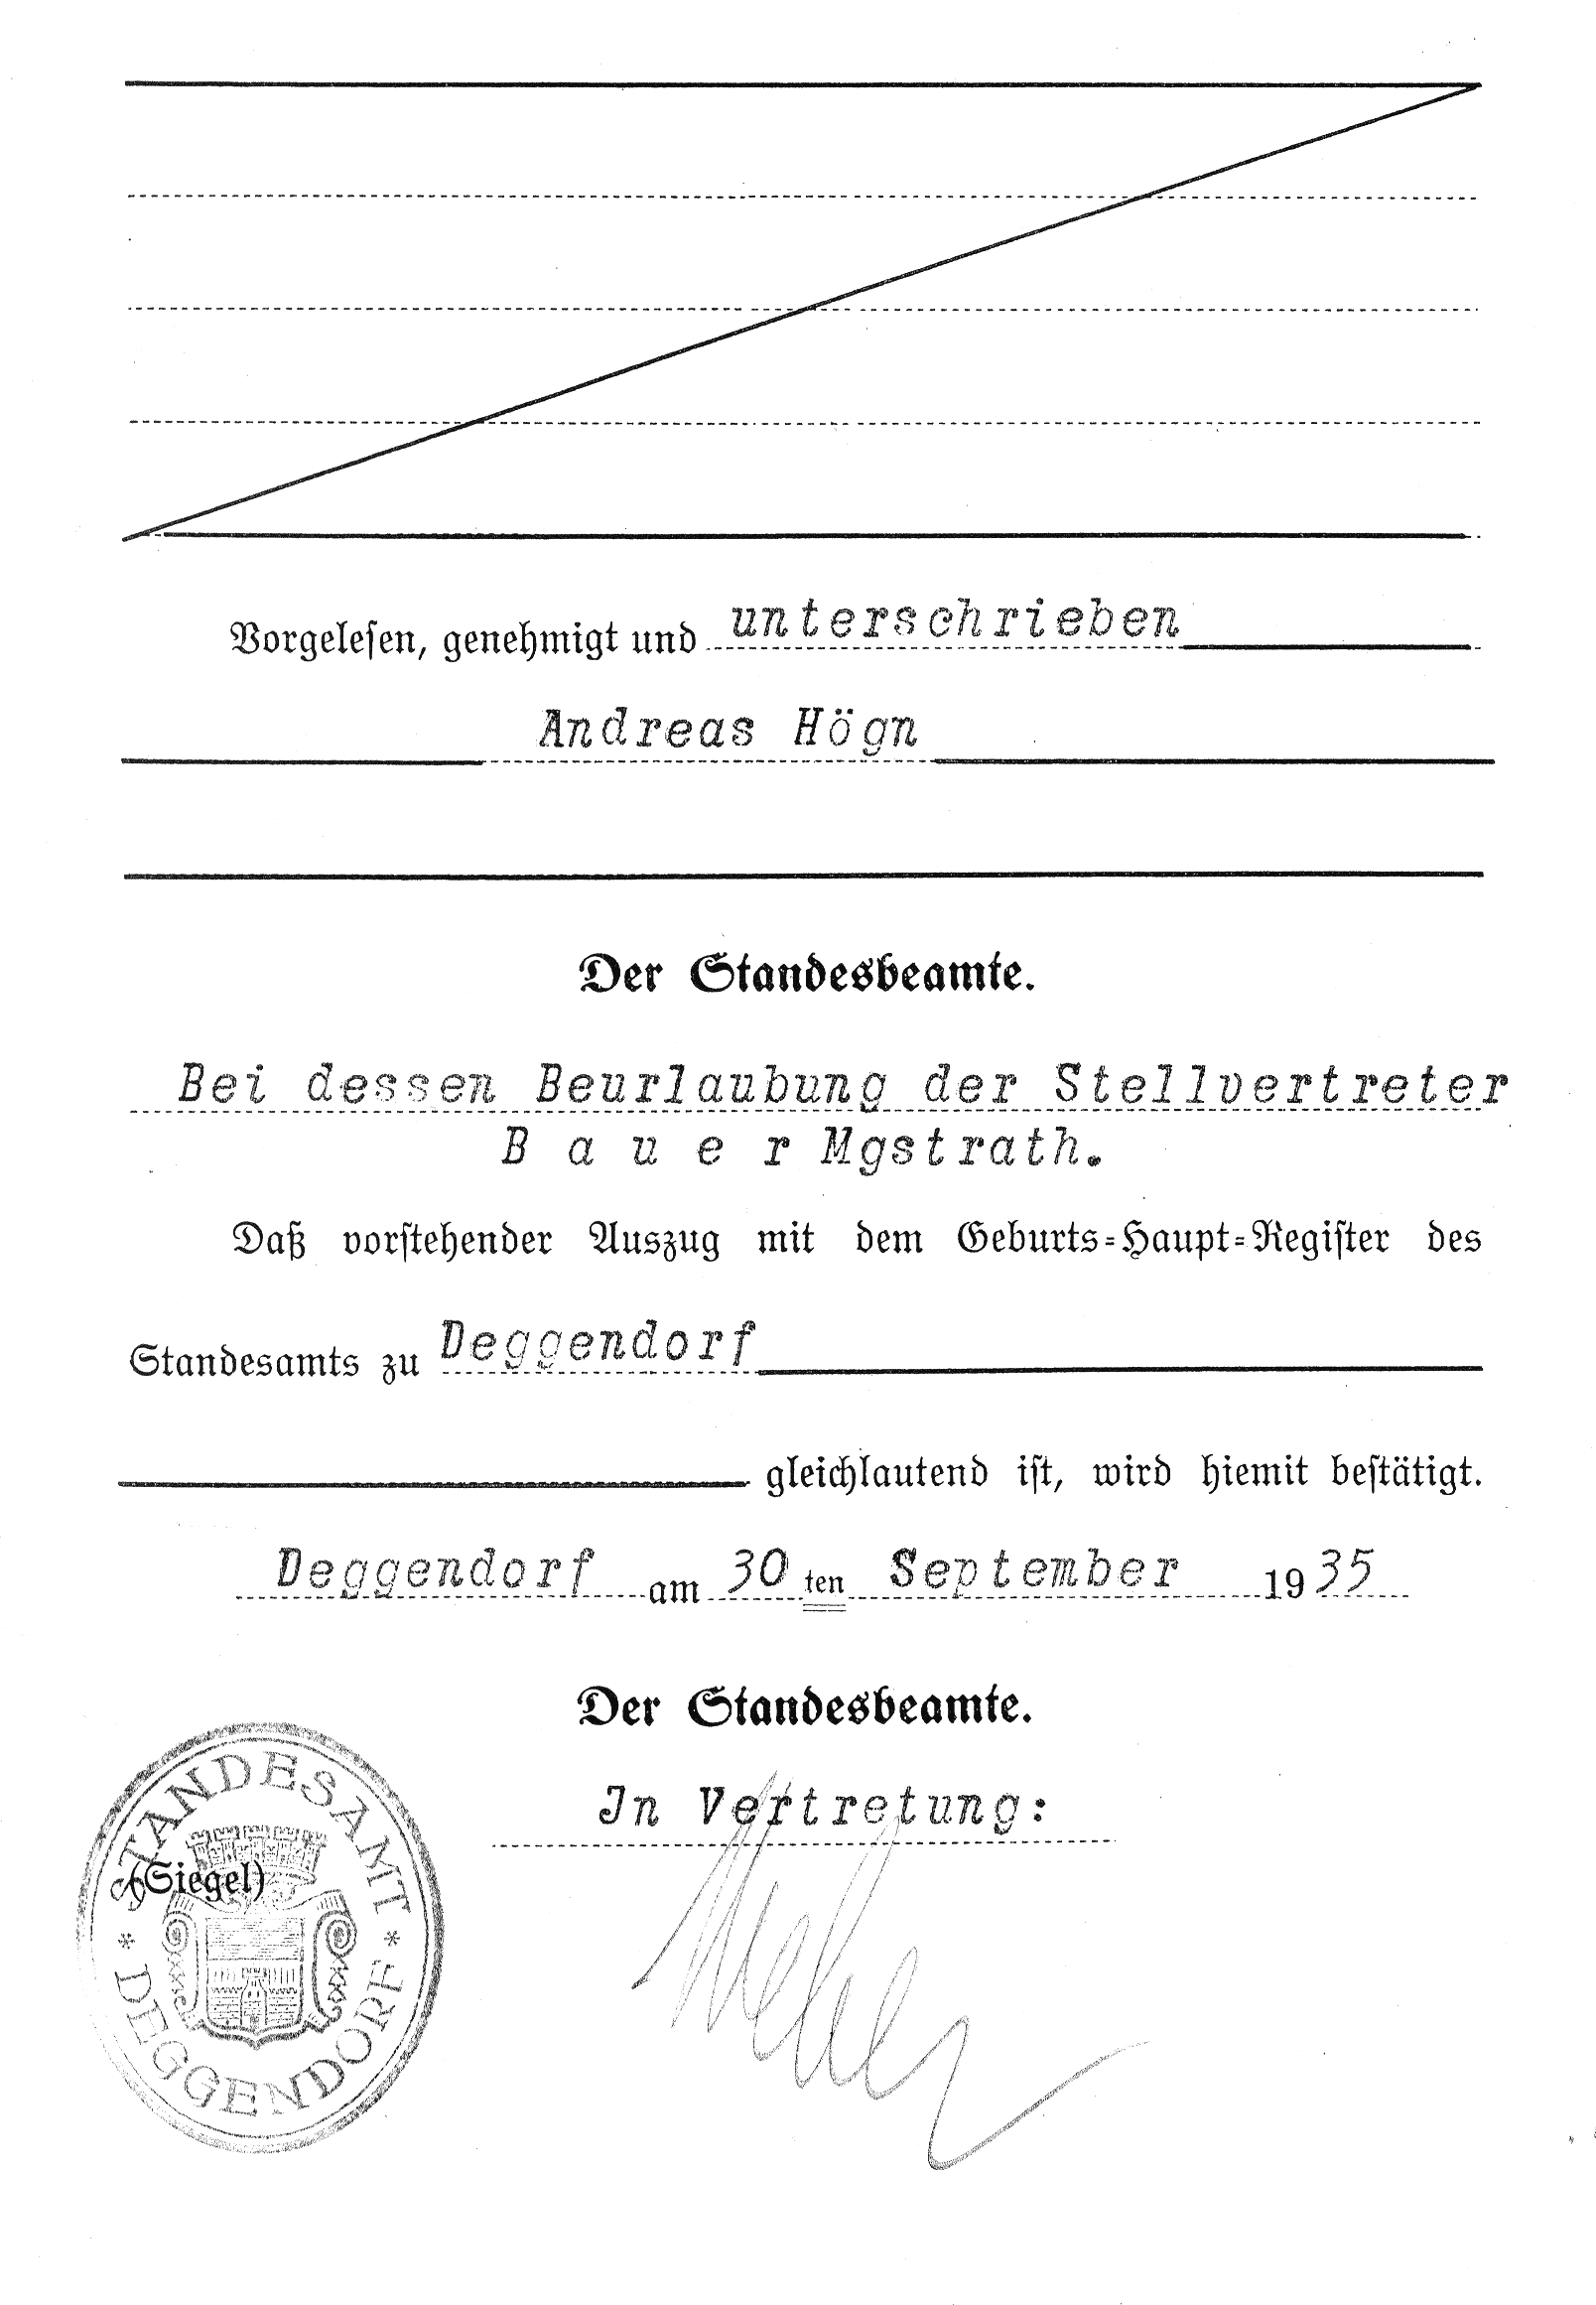 Vorgelesen, genehmigt und unterschrieben
Andreas Högn
Der Standesbeamte.
Bei dessen Beurlaubung der Stellvertreter
B a u e r Mgstrath.
Daß vorstehender Auszug mit dem Geburts=Haupt=Register des
Standesamts zu Deggendorf
gleichlautend ist, wird hiemit bestätigt.
Deggendorf am 30 ten September 1935
Der Standesbeamte.
In Vertretung:
STANDESAMT
(Siegel)
* DEGGENDORF *